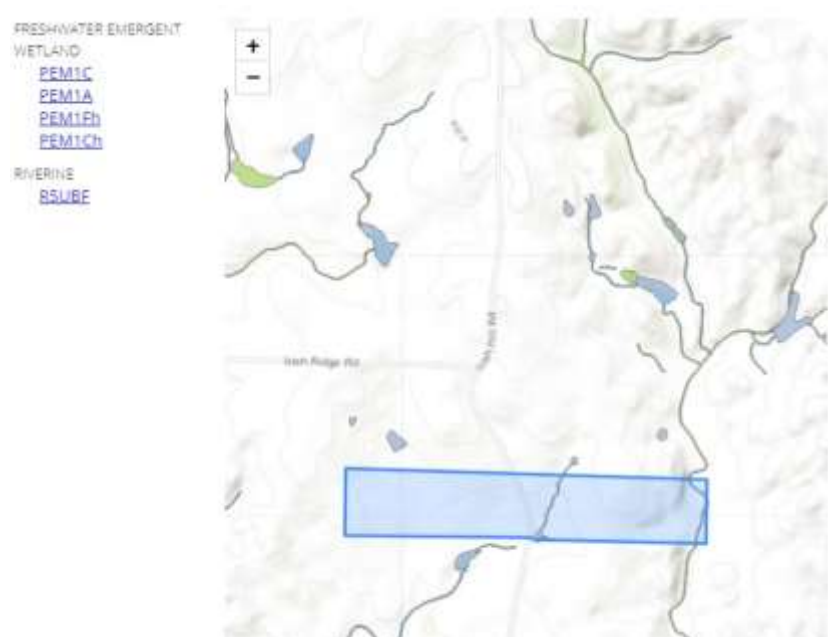 FRESHWATER EMERGENT
WETLAND
PEM1C
PEM1A
PEM1Fh
PEM1Ch
RIVERINE
R5UBF
+
−
Irish Ridge Rd